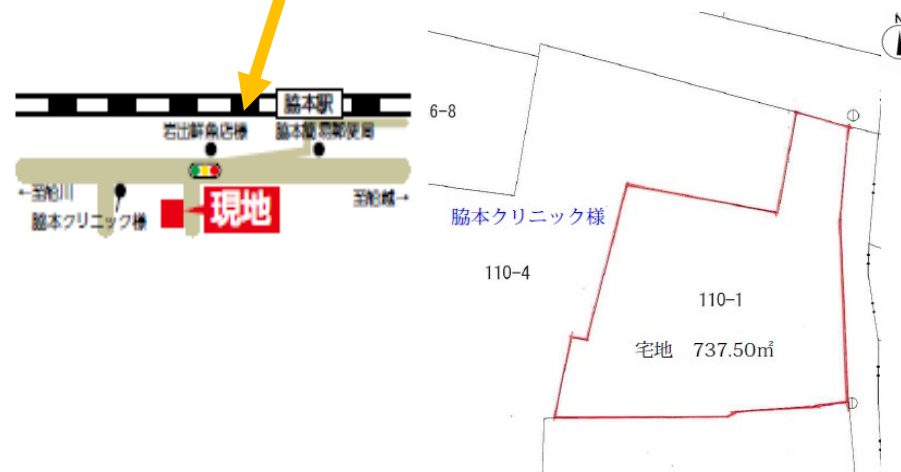 脇本駅
岩出鮮魚店様
脇本簡易郵便局
←至船川
至船越→
脇本クリニック様
現地
N
6-8
脇本クリニック様
110-4
110-1
宅地 737.50㎡